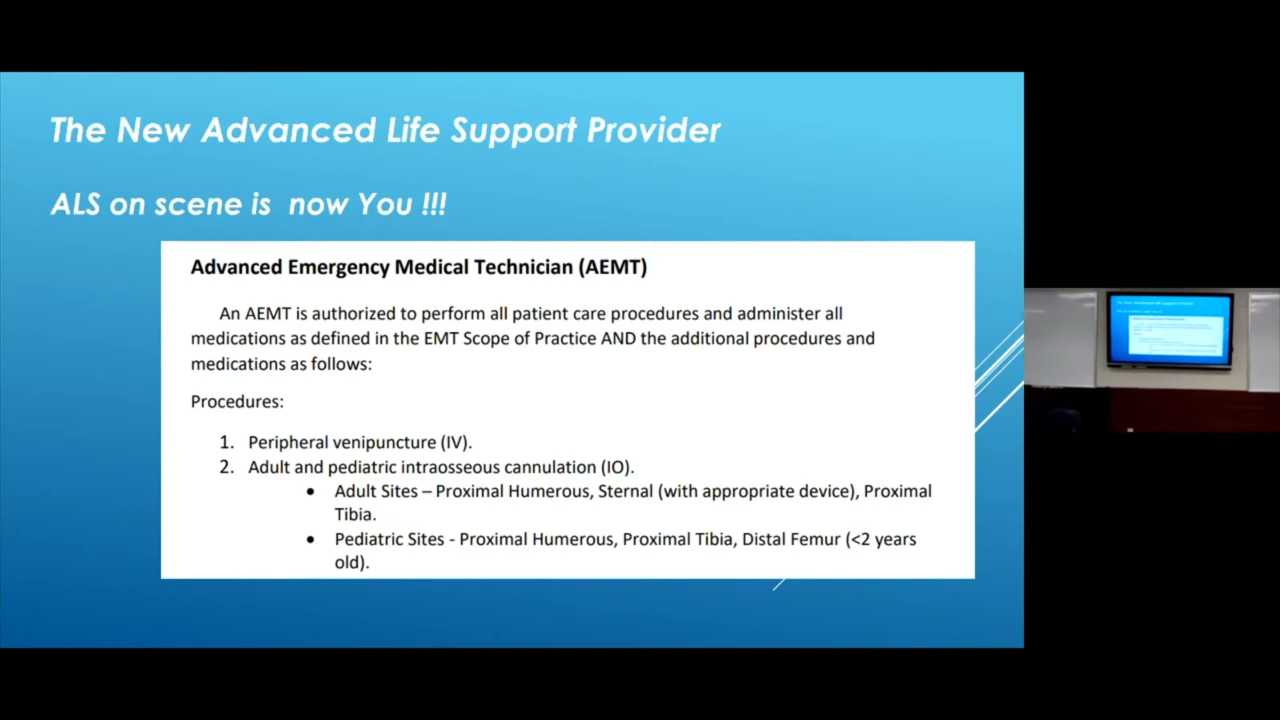 The New Advanced Life Support Provider
ALS on scene is now You !!!
Advanced Emergency Medical Technician (AEMT)
An AEMT is authorized to perform all patient care procedures and administer all
medications as defined in the EMT Scope of Practice AND the additional procedures and
medications as follows:
Procedures:
1. Peripheral venipuncture (IV).
2. Adult and pediatric intraosseous cannulation (IO).
• Adult Sites – Proximal Humerous, Sternal (with appropriate device), Proximal
Tibia.
• Pediatric Sites - Proximal Humerous, Proximal Tibia, Distal Femur (<2 years
old).